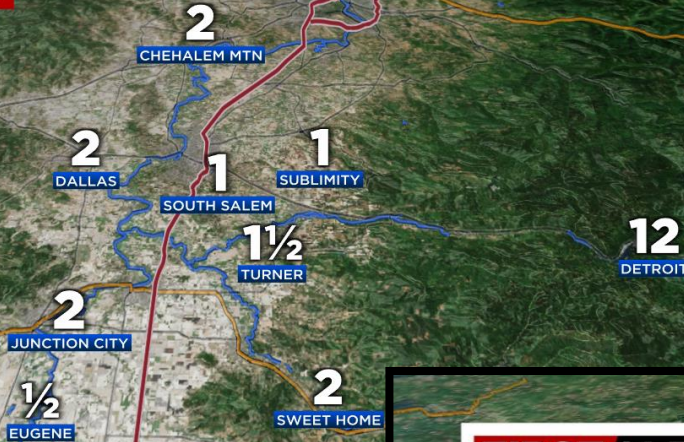 2
CHEHALEM MTN
2
DALLAS
1
SOUTH SALEM
1
SUBLIMITY
1½
TURNER
12
DETROIT
2
JUNCTION CITY
½
EUGENE
2
SWEET HOME